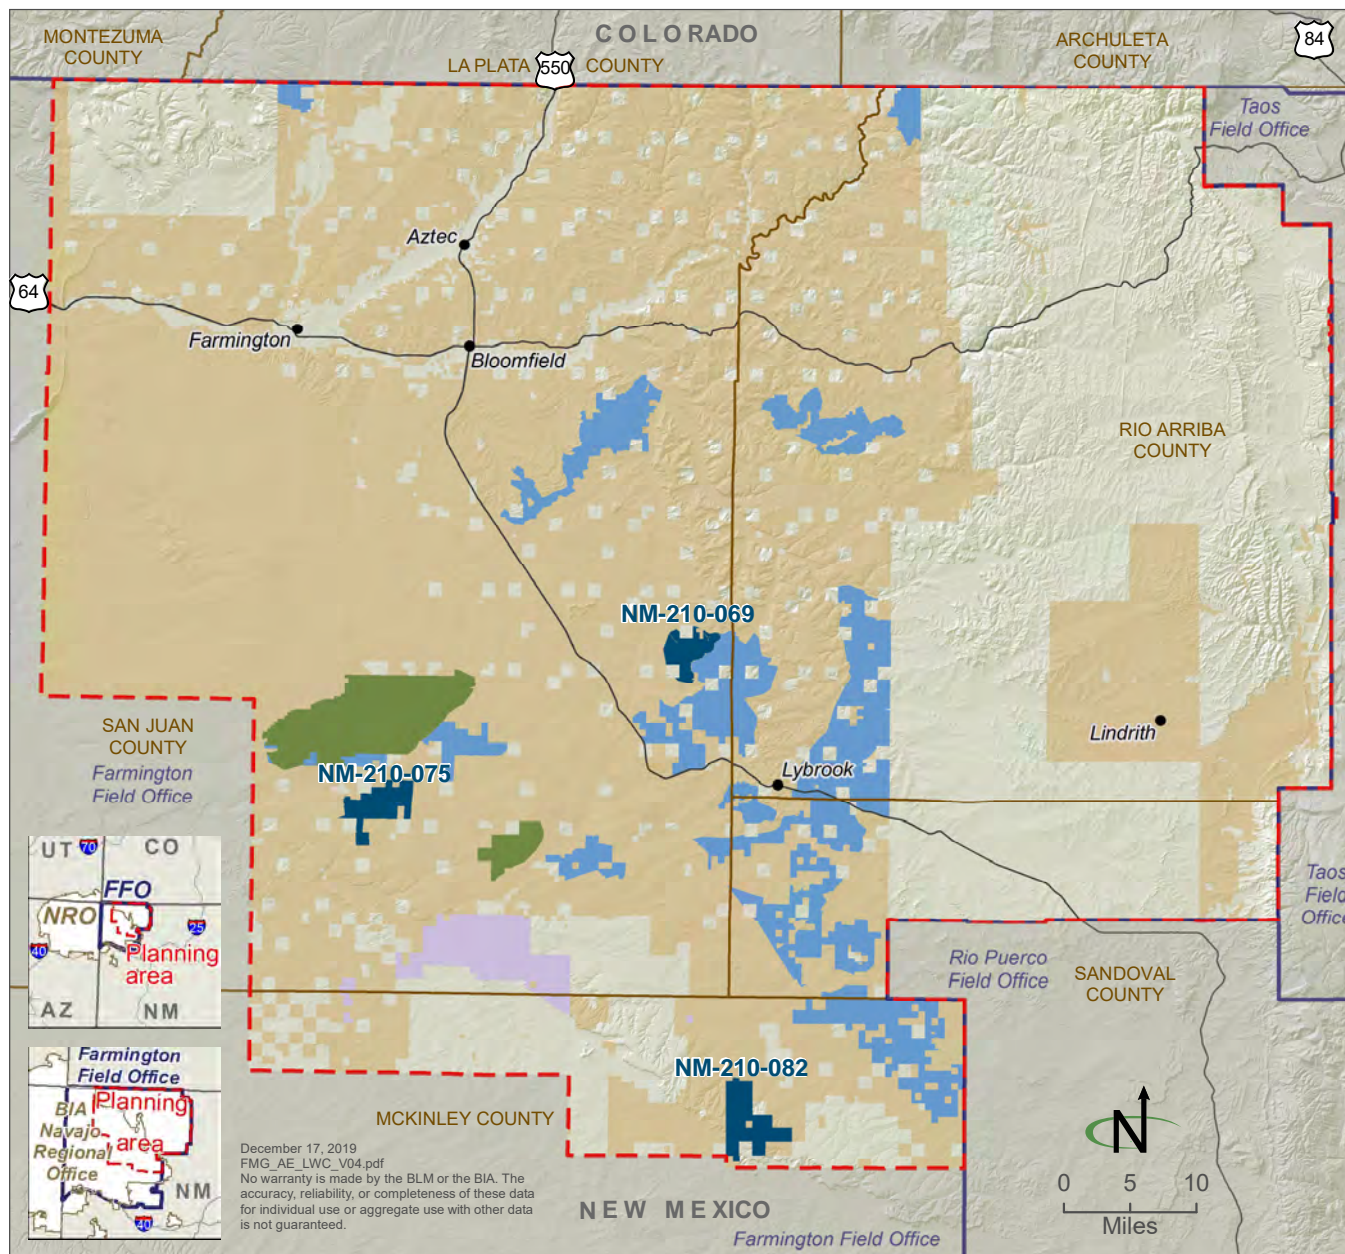 COLORADO
MONTEZUMA
COUNTY
LA PLATA
550
COUNTY
ARCHULETA
COUNTY
84
Taos
Field Office
Aztec
64
Farmington
Bloomfield
RIO ARRIBA
COUNTY
NM-210-069
SAN JUAN
COUNTY
Farmington
Field Office
NM-210-075
Lindrith
Lybrook
UT
70
CO
FFO
NRO
25
40
Planning
area
AZ
NM
Taos
Field
Office
Rio Puerco
Field Office
SANDOVAL
COUNTY
Farmington
Field Office
BIA
Navajo
Regional
Office
Planning
area
NM
40
NM-210-082
MCKINLEY COUNTY
December 17, 2019
FMG_AE_LWC_V04.pdf
No warranty is made by the BLM or the BIA. The
accuracy, reliability, or completeness of these data
for individual use or aggregate use with other data
is not guaranteed.
NEW MEXICO
Farmington Field Office
N
0 5 10
Miles